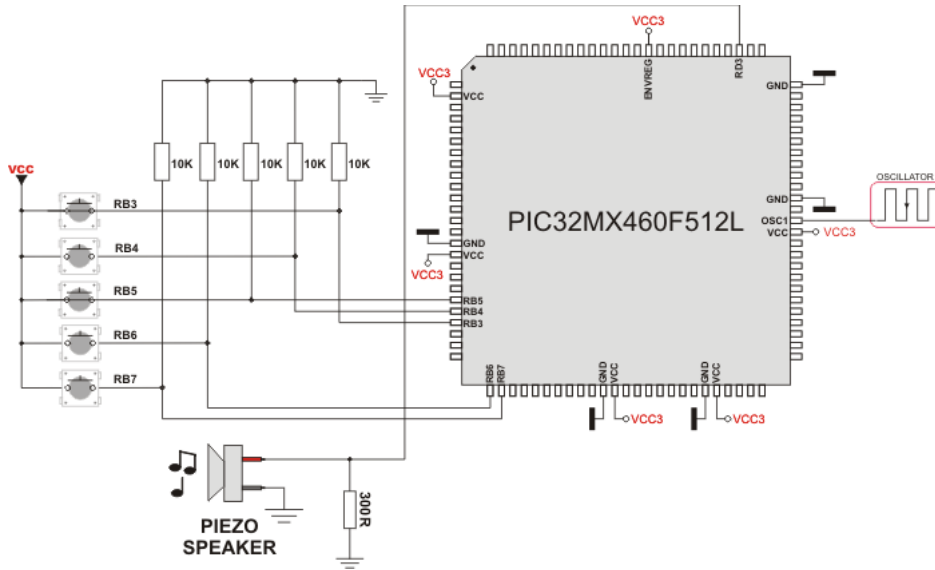 VCC3
VCC3
ENVREG
RD3
VCC
GND
10K
10K
10K
10K
10K
vcc
RB3
RB4
RB5
RB6
RB7
PIC32MX460F512L
GND
VCC
VCC3
RB5
RB4
RB3
RB6
RB7
GND
VCC
VCC3
GND
VCC
VCC3
GND
OSC1
VCC
VCC3
OSCILLATOR
300R
PIEZO
SPEAKER